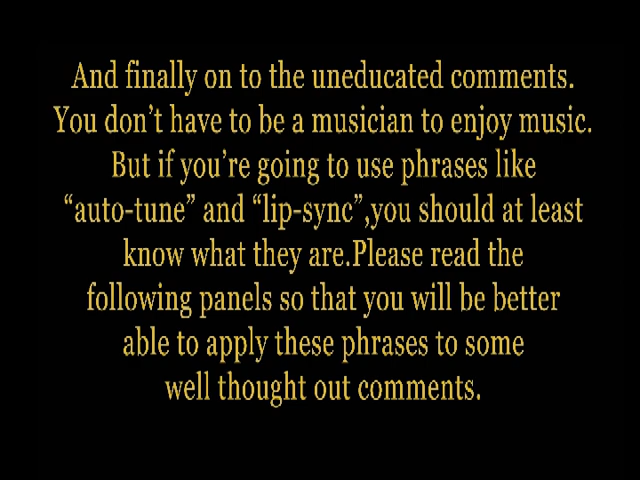 And finally on to the uneducated comments.
You don’t have to be a musician to enjoy music.
But if you’re going to use phrases like
“auto-tune” and “lip-sync”,you should at least
know what they are.Please read the
following panels so that you will be better
able to apply these phrases to some
well thought out comments.